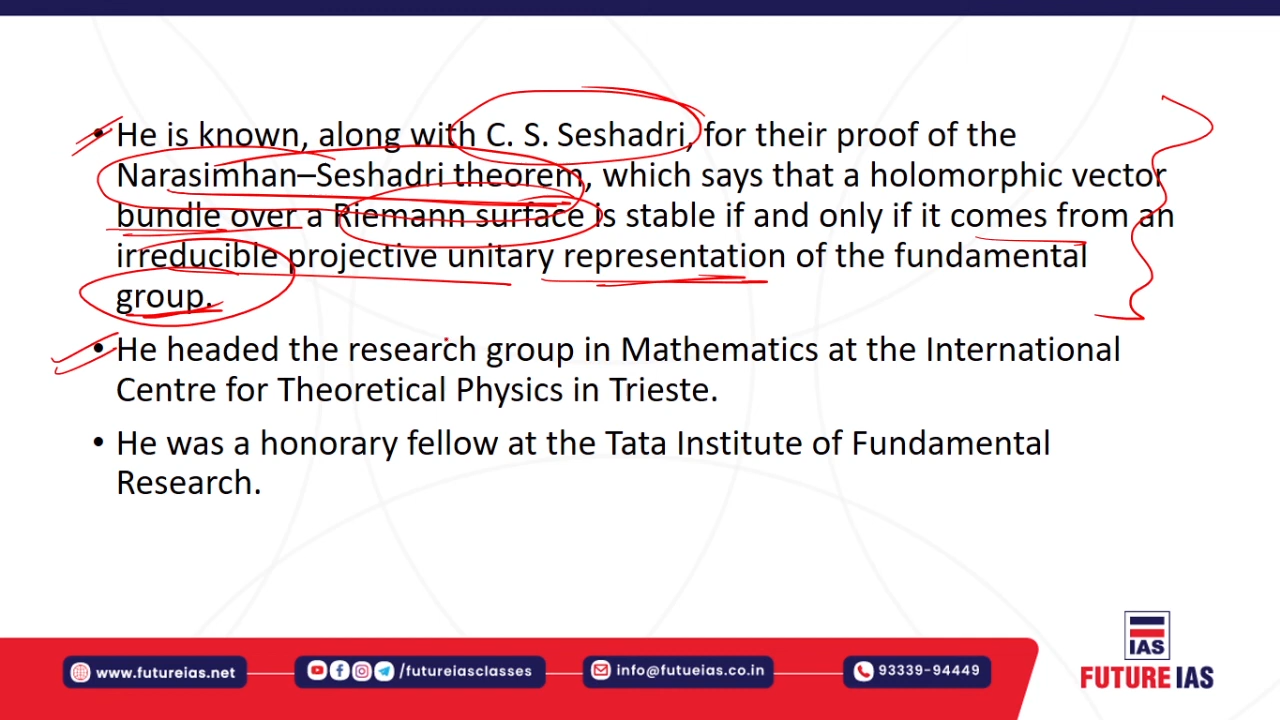 • He is known, along with C. S. Seshadri, for their proof of the
Narasimhan–Seshadri theorem, which says that a holomorphic vector
bundle over a Riemann surface is stable if and only if it comes from an
irreducible projective unitary representation of the fundamental
group.
• He headed the research group in Mathematics at the International
Centre for Theoretical Physics in Trieste.
• He was a honorary fellow at the Tata Institute of Fundamental
Research.
IAS
FUTURE IAS
www.futureias.net
/futureiasclasses
info@futueias.co.in
93339-94449